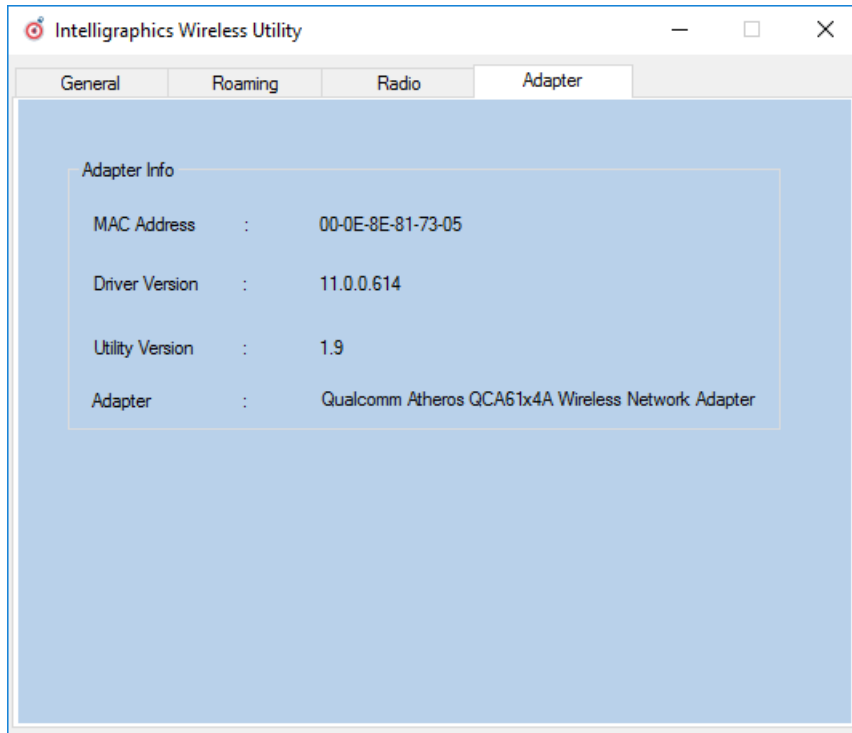 Intelligraphics Wireless Utility
General Roaming Radio Adapter
Adapter Info
MAC Address : 00-0E-8E-81-73-05
Driver Version : 11.0.0.614
Utility Version : 1.9
Adapter : Qualcomm Atheros QCA61x4A Wireless Network Adapter